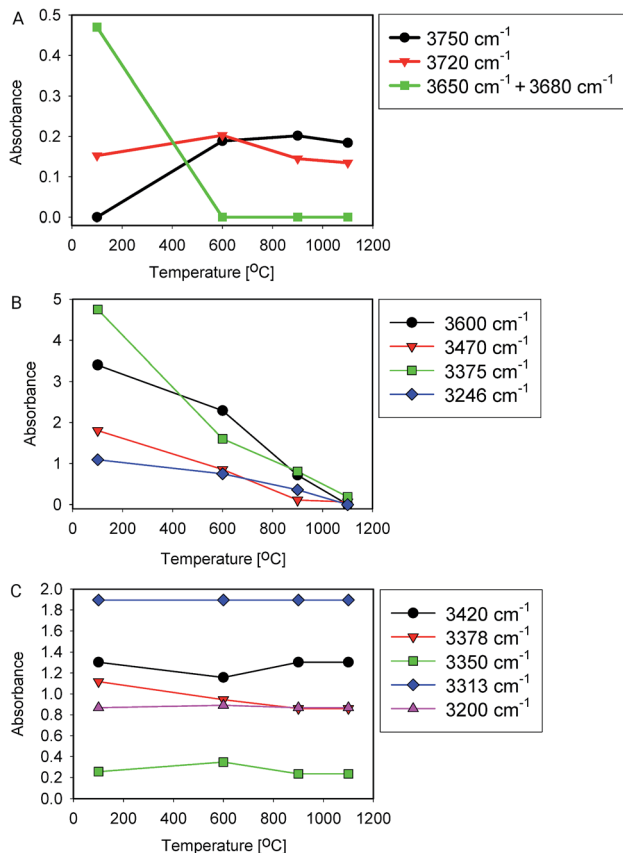 A
0.5
0.4
0.3
0.2
0.1
0.0
Absorbance
0 200 400 600 800 1000 1200
Temperature [⁰C]
3750 cm⁻¹
3720 cm⁻¹
3650 cm⁻¹ + 3680 cm⁻¹
B
5
4
3
2
1
0
Absorbance
0 200 400 600 800 1000 1200
Temperature [⁰C]
3600 cm⁻¹
3470 cm⁻¹
3375 cm⁻¹
3246 cm⁻¹
C
2.0
1.8
1.6
1.4
1.2
1.0
0.8
0.6
0.4
0.2
0.0
Absorbance
0 200 400 600 800 1000 1200
Temperature [⁰C]
3420 cm⁻¹
3378 cm⁻¹
3350 cm⁻¹
3313 cm⁻¹
3200 cm⁻¹